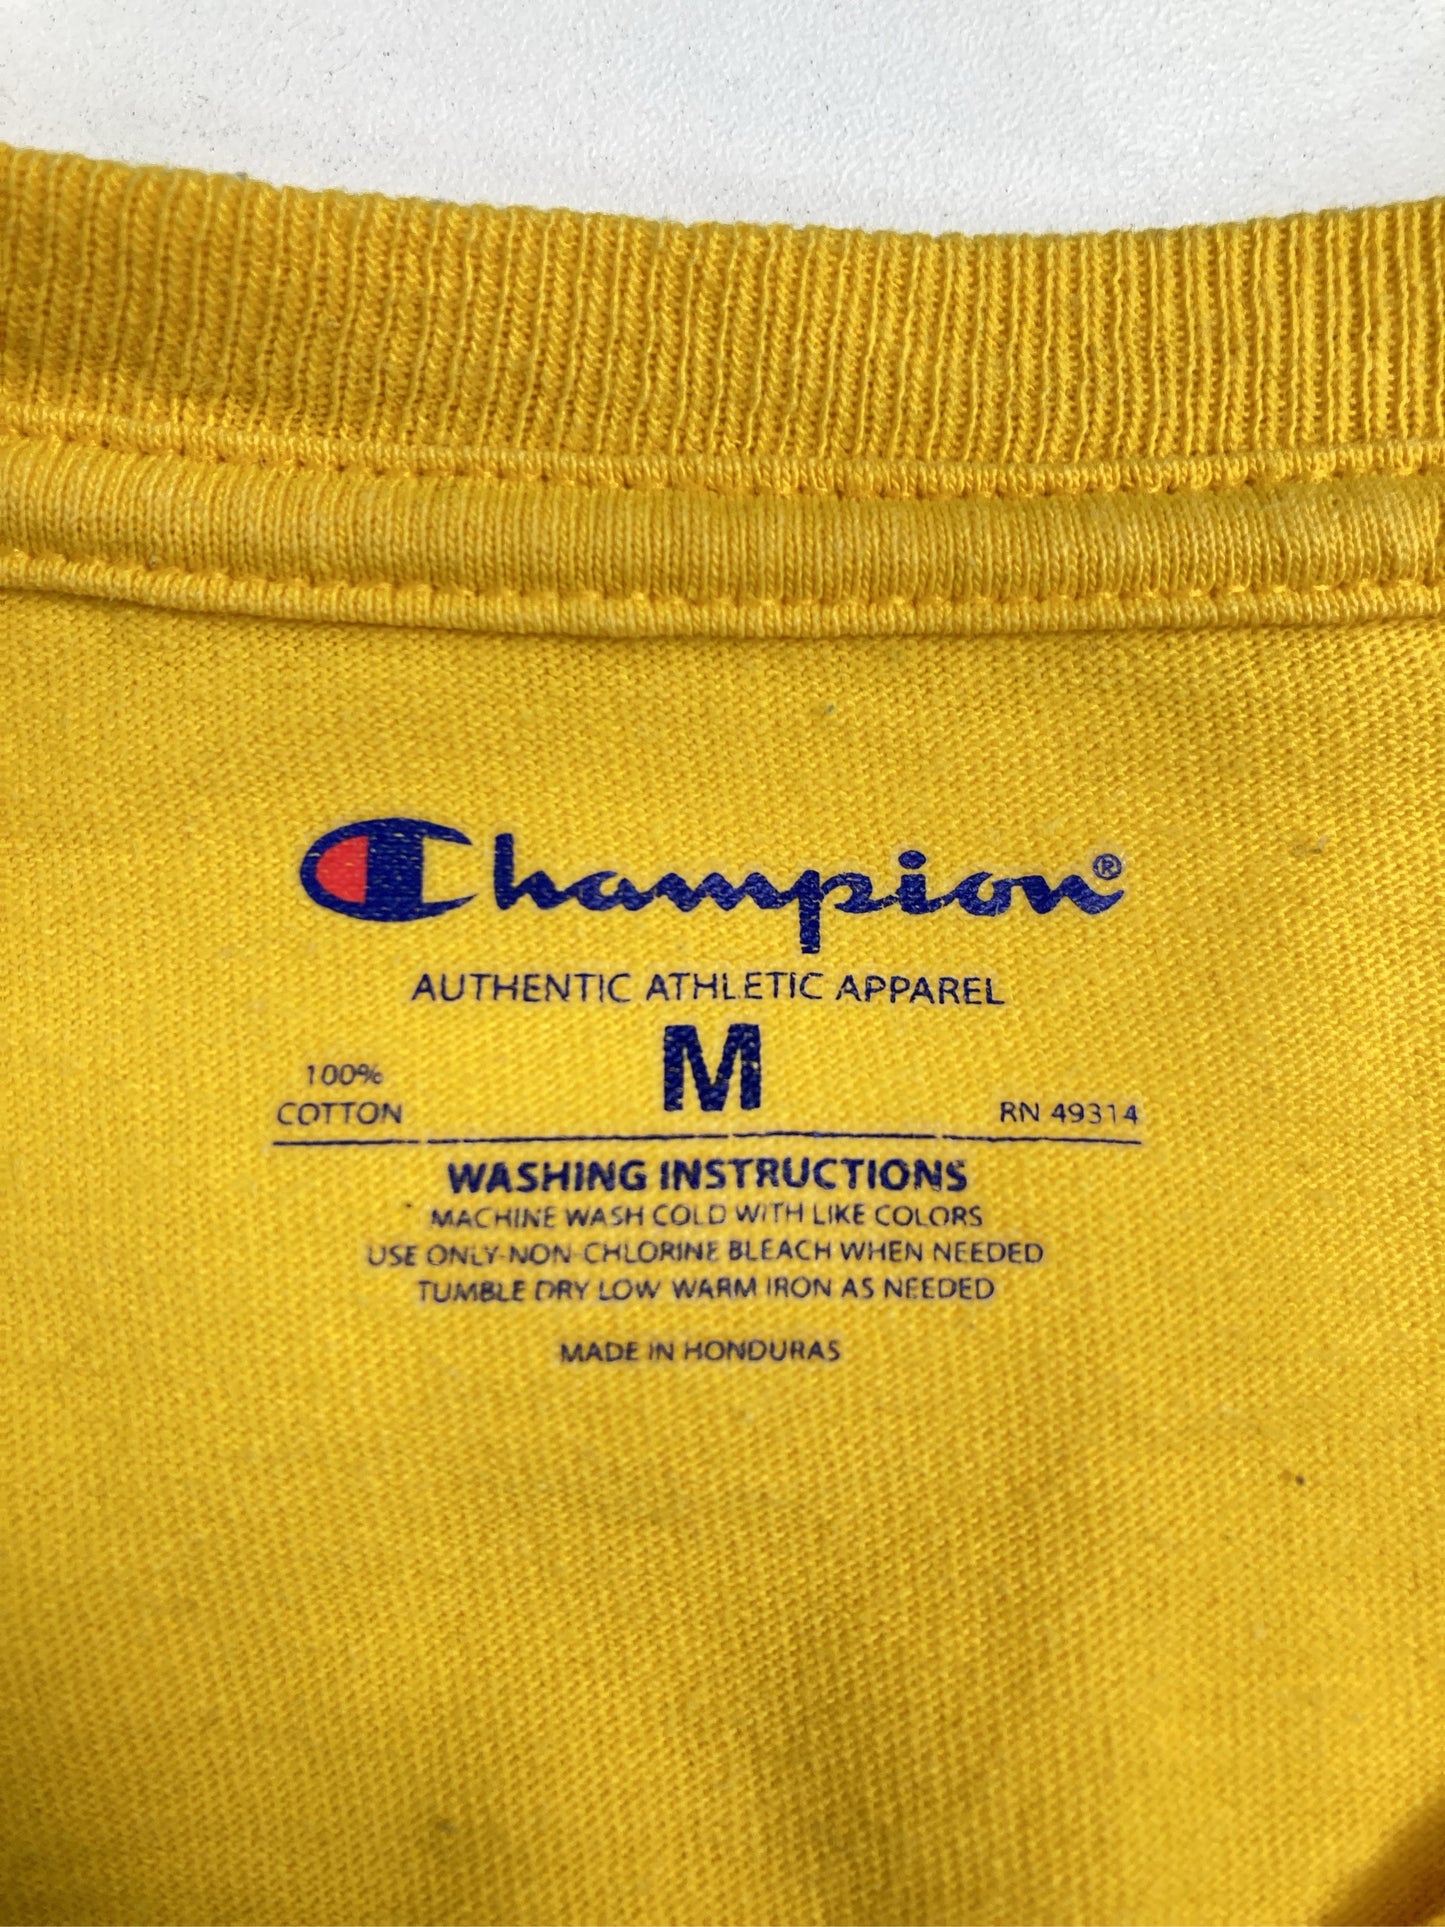 Champion®
AUTHENTIC ATHLETIC APPAREL
M
100%
COTTON
RN 49314
WASHING INSTRUCTIONS
MACHINE WASH COLD WITH LIKE COLORS
USE ONLY-NON-CHLORINE BLEACH WHEN NEEDED
TUMBLE DRY LOW WARM IRON AS NEEDED
MADE IN HONDURAS